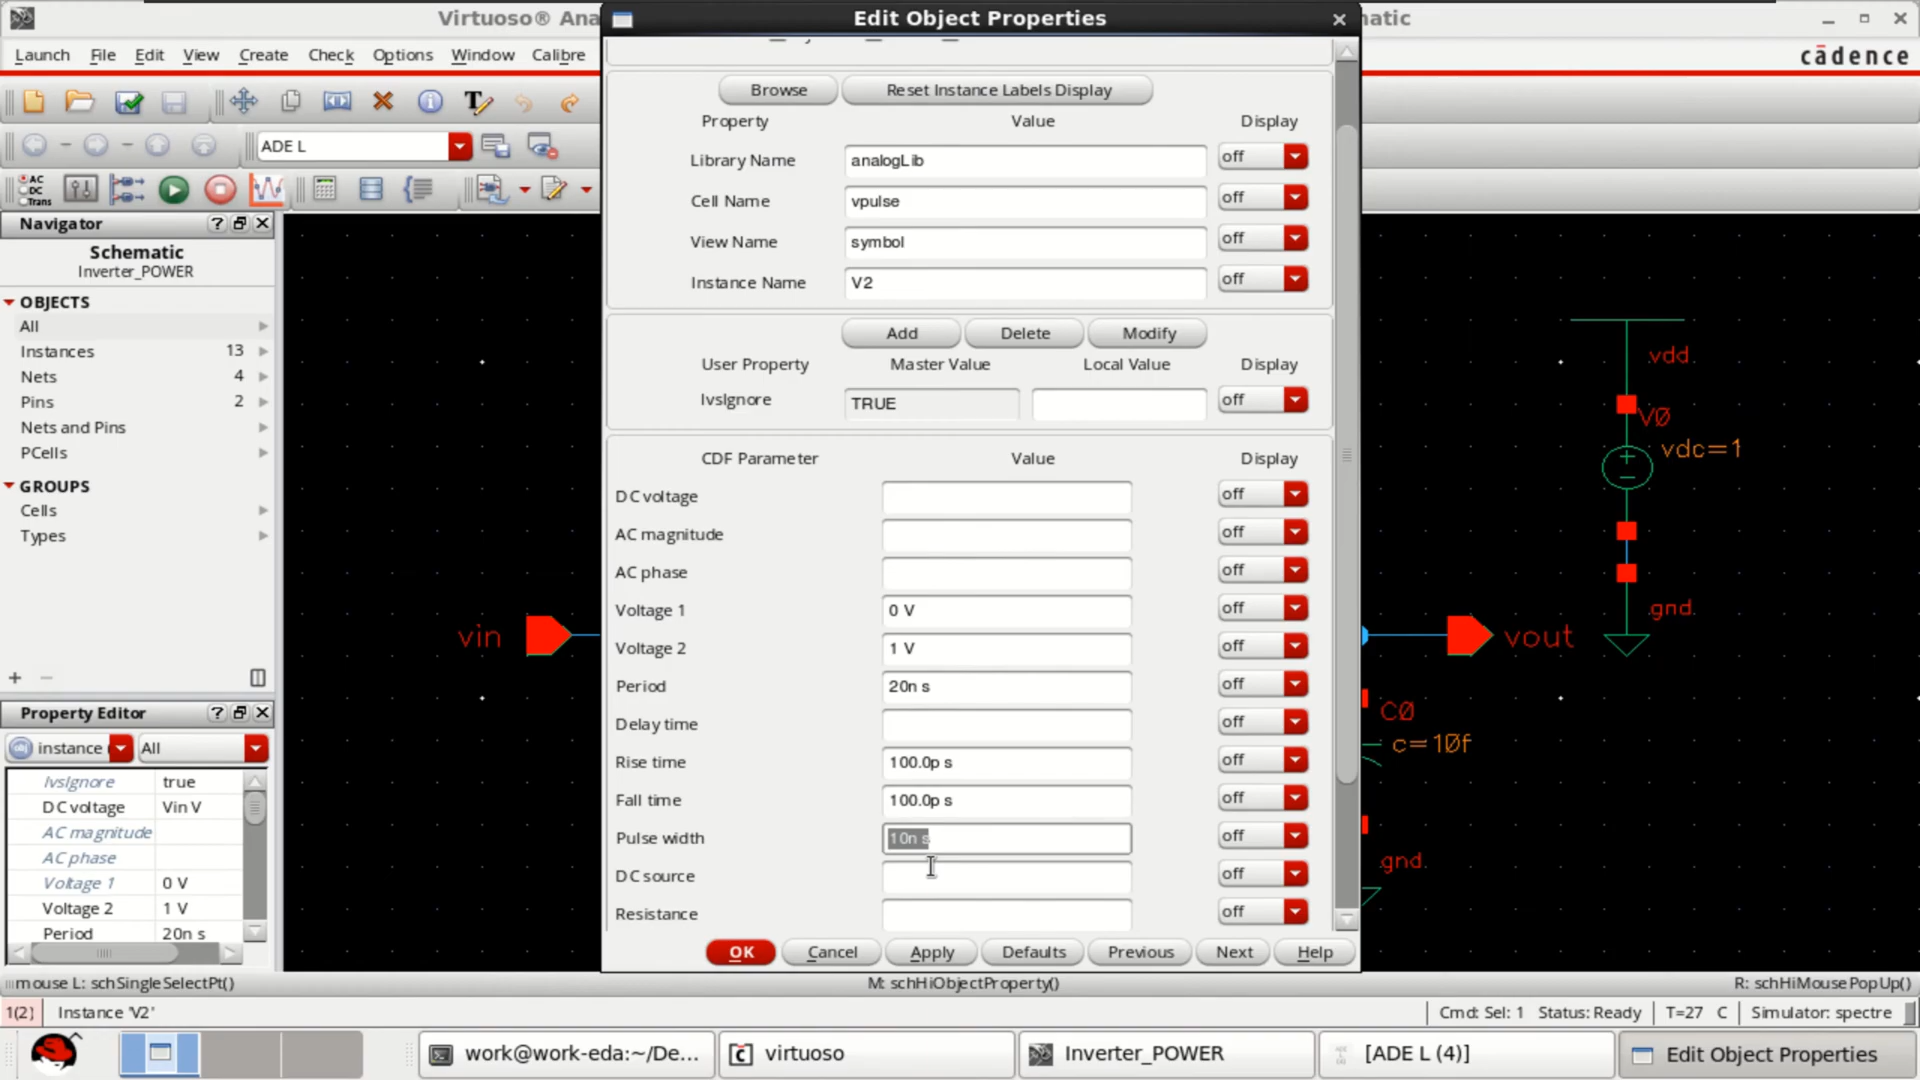 Virtuoso® Ana
Edit Object Properties
matic
Launch File Edit View Create Check Options Window Calibre
cādence
ADE L
AC
DC
Trans
Navigator
Schematic
Inverter_POWER
OBJECTS
All
Instances 13
Nets 4
Pins 2
Nets and Pins
PCells
GROUPS
Cells
Types
Property Editor
instance All
lvsIgnore true
DC voltage Vin V
AC magnitude
AC phase
Voltage 1 0 V
Voltage 2 1 V
Period 20n s
Browse Reset Instance Labels Display
Property Value Display
Library Name analogLib off
Cell Name vpulse off
View Name symbol off
Instance Name V2 off
Add Delete Modify
User Property Master Value Local Value Display
lvsIgnore TRUE off
CDF Parameter Value Display
DC voltage off
AC magnitude off
AC phase off
Voltage 1 0 V off
Voltage 2 1 V off
Period 20n s off
Delay time off
Rise time 100.0p s off
Fall time 100.0p s off
Pulse width 10n s off
DC source off
Resistance off
OK Cancel Apply Defaults Previous Next Help
vin
vdd
V0
vdc=1
gnd
vout
C0
c=10f
gnd
mouse L: schSingleSelectPt() M: schHiObjectProperty() R: schHiMousePopUp()
1(2) Instance 'V2' Cmd: Sel: 1 Status: Ready T=27 C Simulator: spectre
work@work-eda:~/De... virtuoso Inverter_POWER [ADE L (4)] Edit Object Properties